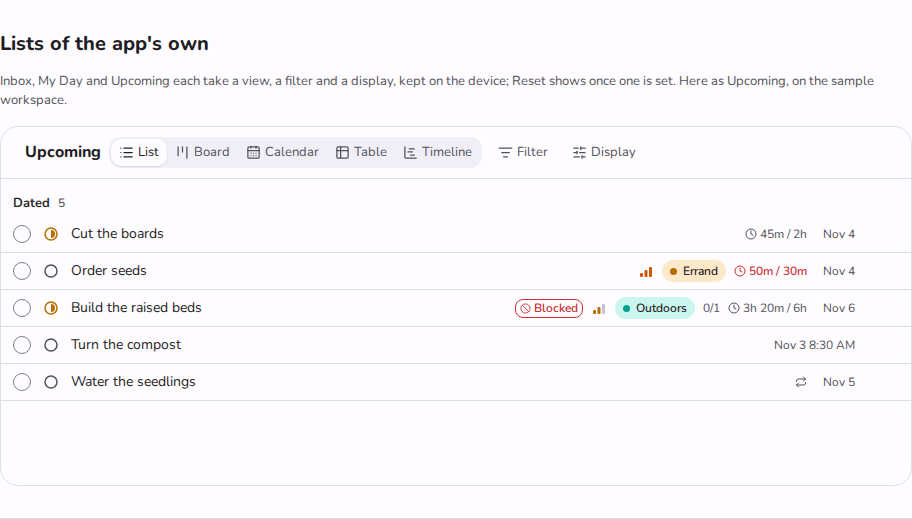 Lists of the app's own
Inbox, My Day and Upcoming each take a view, a filter and a display, kept on the device; Reset shows once one is set. Here as Upcoming, on the sample
workspace.
Upcoming List Board Calendar Table Timeline Filter Display
Dated 5
Cut the boards 45m / 2h Nov 4
Order seeds Errand 50m / 30m Nov 4
Build the raised beds Blocked Outdoors 0/1 3h 20m / 6h Nov 6
Turn the compost Nov 3 8:30 AM
Water the seedlings Nov 5